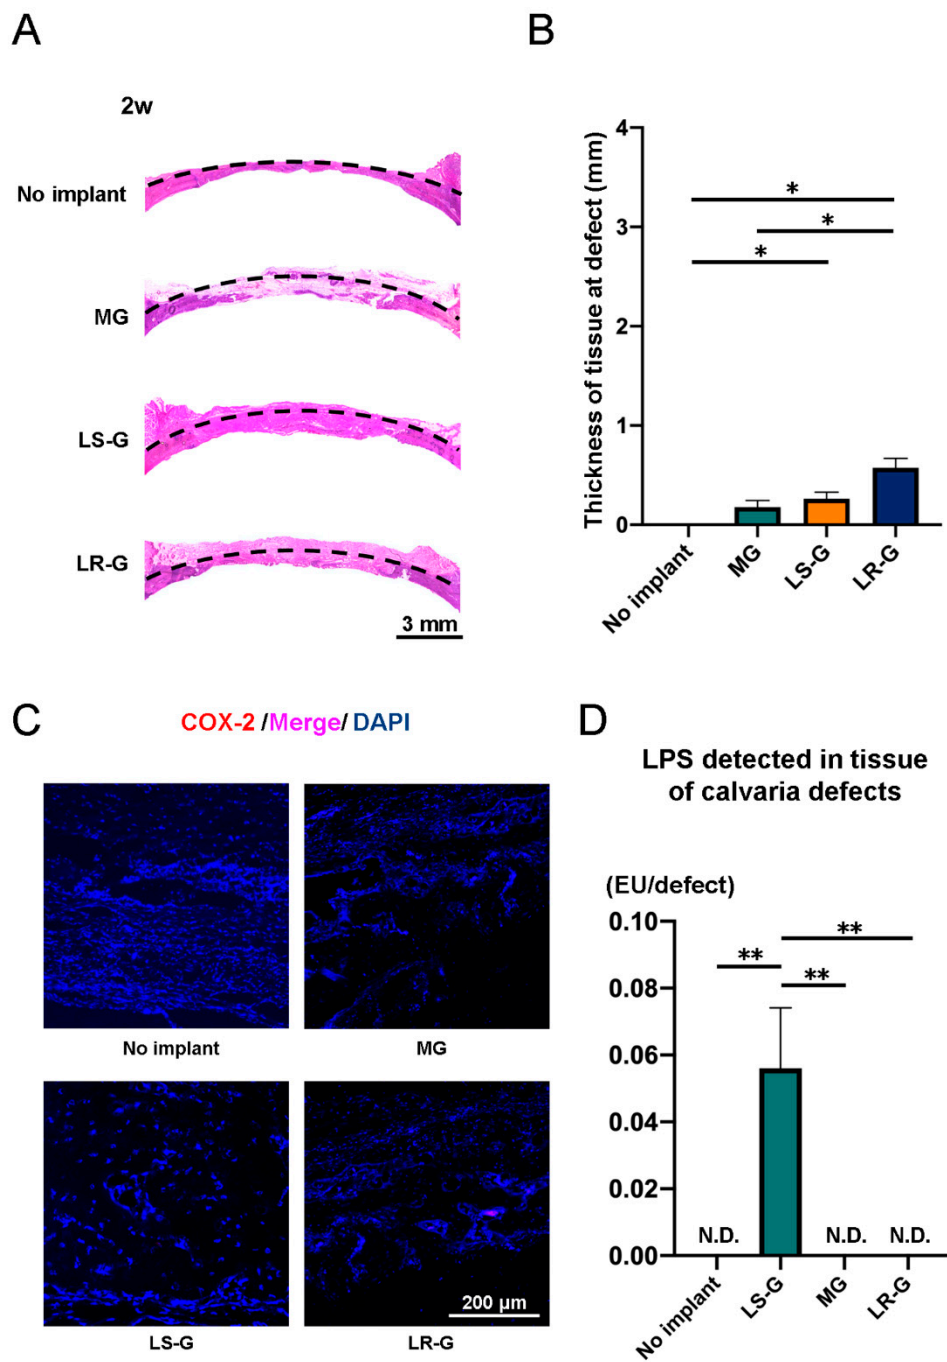 A
2w
No implant
MG
LS-G
LR-G
3 mm
B
Thickness of tissue at defect (mm)
4
3
2
1
0
*
*
*
No implant
MG
LS-G
LR-G
C
COX-2 /Merge/ DAPI
No implant
MG
LS-G
LR-G
200 µm
D
LPS detected in tissue
of calvaria defects
(EU/defect)
0.10
0.08
0.06
0.04
0.02
0.00
**
**
**
N.D.
N.D.
N.D.
No implant
LS-G
MG
LR-G